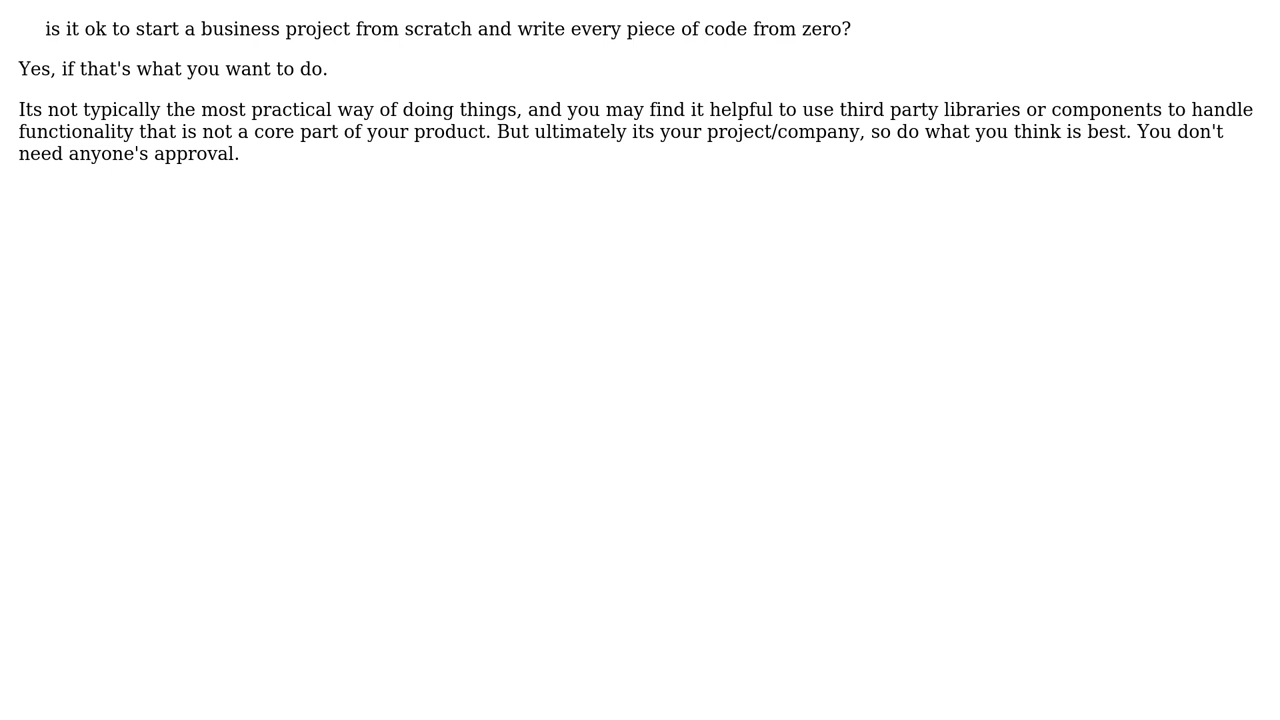 is it ok to start a business project from scratch and write every piece of code from zero?
Yes, if that's what you want to do.
Its not typically the most practical way of doing things, and you may find it helpful to use third party libraries or components to handle
functionality that is not a core part of your product. But ultimately its your project/company, so do what you think is best. You don't
need anyone's approval.